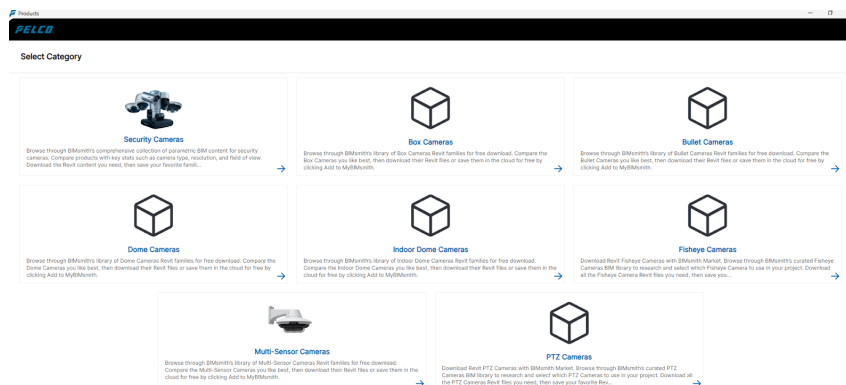 Products
PELCO
Select Category
Security Cameras
Browse through BIMsmith's comprehensive collection of parametric BIM content for security
cameras. Compare products with key stats such as camera type, resolution, and field of view.
Download the Revit content you need, then save your favorite famili...
Box Cameras
Browse through BIMsmith's library of Box Cameras Revit families for free download. Compare the
Box Cameras you like best, then download their Revit files or save them in the cloud for free by
clicking Add to MyBIMsmith.
Bullet Cameras
Browse through BIMsmith's library of Bullet Cameras Revit families for free download. Compare the
Bullet Cameras you like best, then download their Revit files or save them in the cloud for free by
clicking Add to MyBIMsmith.
Dome Cameras
Browse through BIMsmith's library of Dome Cameras Revit families for free download. Compare the
Dome Cameras you like best, then download their Revit files or save them in the cloud for free by
clicking Add to MyBIMsmith.
Indoor Dome Cameras
Browse through BIMsmith's library of Indoor Dome Cameras Revit families for free download.
Compare the Indoor Dome Cameras you like best, then download their Revit files or save them in the
cloud for free by clicking Add to MyBIMsmith.
Fisheye Cameras
Download Revit Fisheye Cameras with BIMsmith Market. Browse through BIMsmith's curated Fisheye
Cameras BIM library to research and select which Fisheye Camera to use in your project. Download
all the Fisheye Camera Revit files you need, then save you...
Multi-Sensor Cameras
Browse through BIMsmith's library of Multi-Sensor Cameras Revit families for free download.
Compare the Multi-Sensor Cameras you like best, then download their Revit files or save them in the
cloud for free by clicking Add to MyBIMsmith.
PTZ Cameras
Download Revit PTZ Cameras with BIMsmith Market. Browse through BIMsmith's curated PTZ
Cameras BIM library to research and select which PTZ Cameras to use in your project. Download all
the PTZ Cameras Revit files you need, then save your favorite Rev...